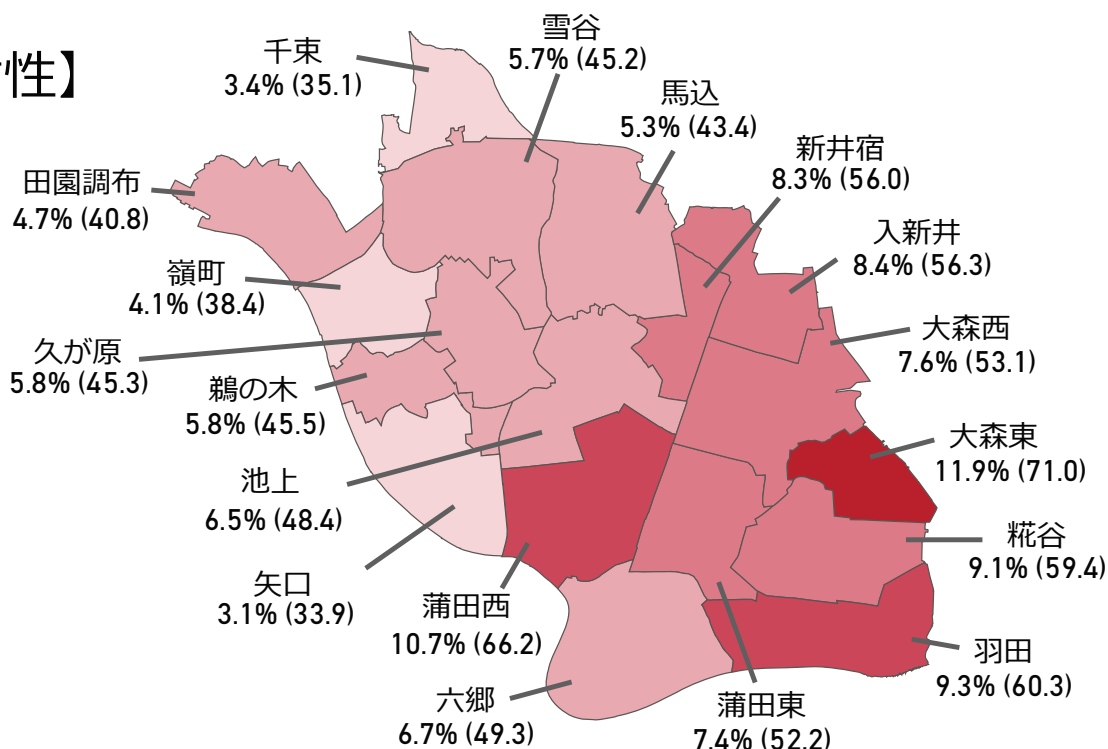 性】
千束
3.4% (35.1)
雪谷
5.7% (45.2)
馬込
5.3% (43.4)
新井宿
8.3% (56.0)
田園調布
4.7% (40.8)
入新井
8.4% (56.3)
嶺町
4.1% (38.4)
大森西
7.6% (53.1)
久が原
5.8% (45.3)
鵜の木
5.8% (45.5)
大森東
11.9% (71.0)
池上
6.5% (48.4)
糀谷
9.1% (59.4)
矢口
3.1% (33.9)
蒲田西
10.7% (66.2)
羽田
9.3% (60.3)
六郷
6.7% (49.3)
蒲田東
7.4% (52.2)